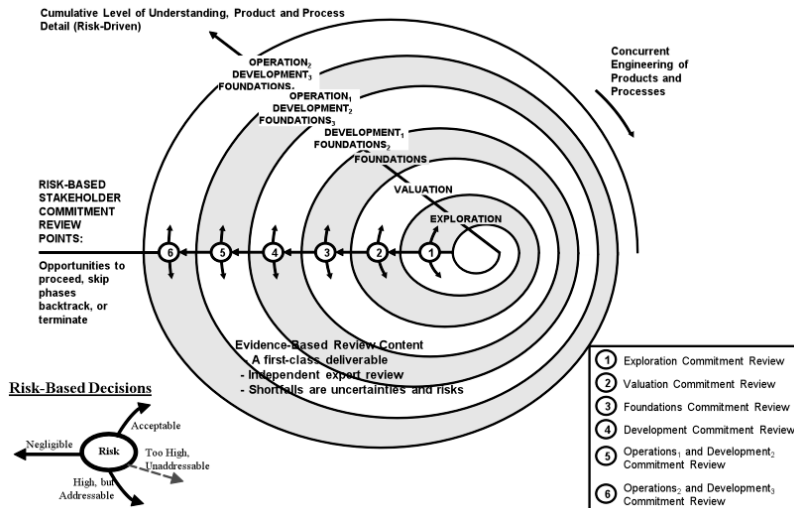 Cumulative Level of Understanding, Product and Process
Detail (Risk-Driven)
Concurrent
Engineering of
Products and
Processes
OPERATION₂
DEVELOPMENT₃
FOUNDATIONS
OPERATION₁
DEVELOPMENT₂
FOUNDATIONS₃
DEVELOPMENT₁
FOUNDATIONS₂
FOUNDATIONS
VALUATION
EXPLORATION
RISK-BASED
STAKEHOLDER
COMMITMENT
REVIEW
POINTS:
6 5 4 3 2 1
Opportunities to
proceed, skip
phases
backtrack, or
terminate
Evidence-Based Review Content
- A first-class deliverable
- Independent expert review
- Shortfalls are uncertainties and risks
Risk-Based Decisions
Acceptable
Negligible
Risk
Too High,
Unaddressable
High, but
Addressable
1 Exploration Commitment Review
2 Valuation Commitment Review
3 Foundations Commitment Review
4 Development Commitment Review
5 Operations₁ and Development₂
Commitment Review
6 Operations₂ and Development₃
Commitment Review